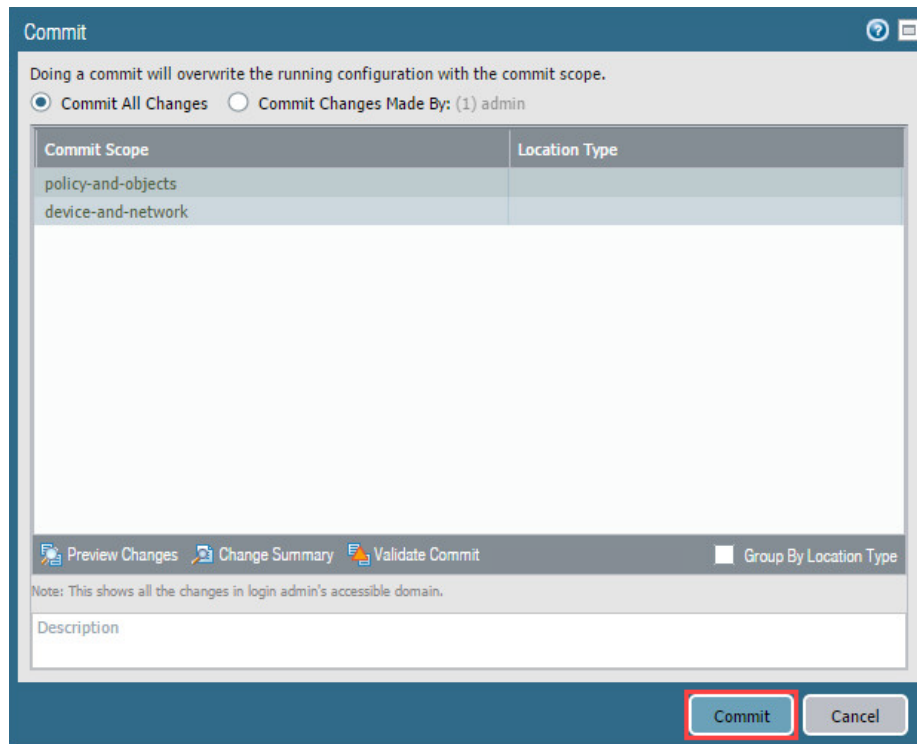 Commit
Doing a commit will overwrite the running configuration with the commit scope.
Commit All Changes Commit Changes Made By: (1) admin
Commit Scope Location Type
policy-and-objects
device-and-network
Preview Changes Change Summary Validate Commit Group By Location Type
Note: This shows all the changes in login admin's accessible domain.
Description
Commit Cancel